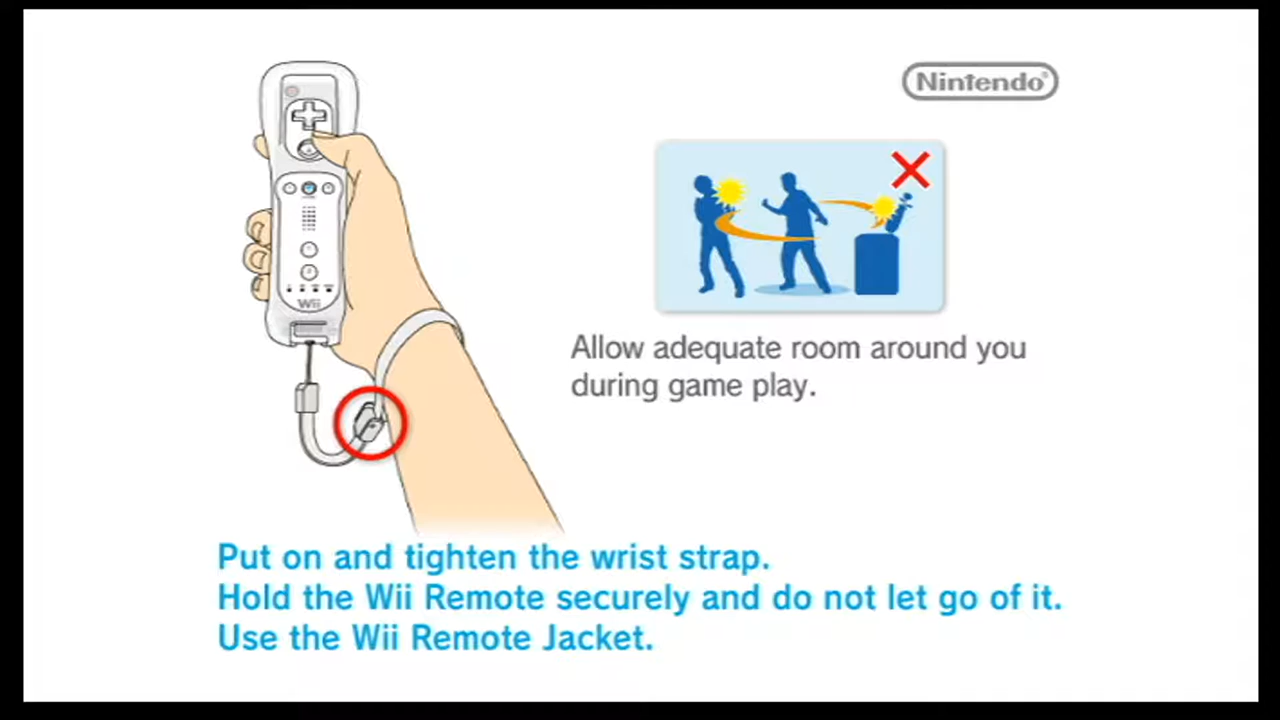 Nintendo®
Allow adequate room around you
during game play.
Wii
Put on and tighten the wrist strap.
Hold the Wii Remote securely and do not let go of it.
Use the Wii Remote Jacket.